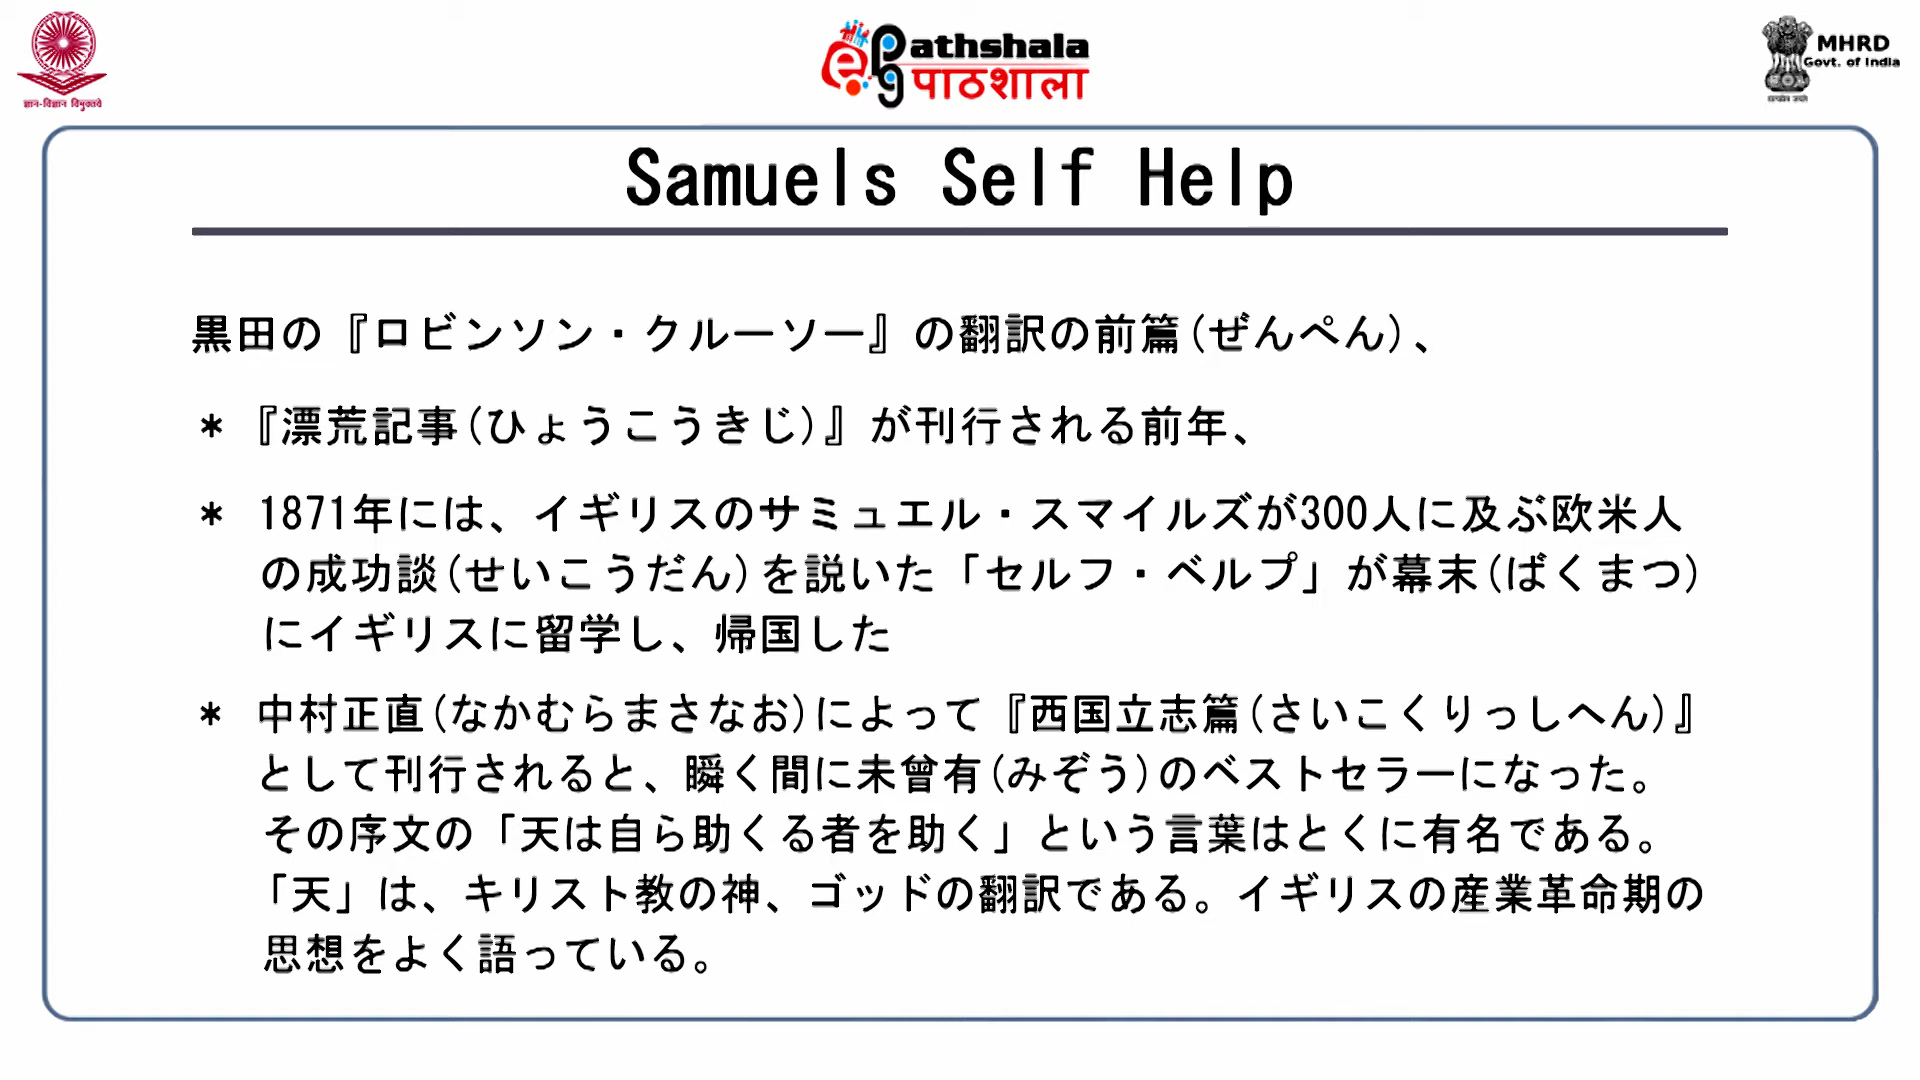 ज्ञान-विज्ञान विमुक्तये
ePG athshala
पाठशाला
MHRD
Govt. of India
Samuels Self Help
黒田の『ロビンソン・クルーソー』の翻訳の前篇(ぜんぺん)、
* 『漂荒記事(ひょうこうきじ)』が刊行される前年、
* 1871年には、イギリスのサミュエル・スマイルズが300人に及ぶ欧米人
の成功談(せいこうだん)を説いた「セルフ・ベルプ」が幕末(ばくまつ)
にイギリスに留学し、帰国した
* 中村正直(なかむらまさなお)によって『西国立志篇(さいこくりっしへん)』
として刊行されると、瞬く間に未曾有(みぞう)のベストセラーになった。
その序文の「天は自ら助くる者を助く」という言葉はとくに有名である。
「天」は、キリスト教の神、ゴッドの翻訳である。イギリスの産業革命期の
思想をよく語っている。